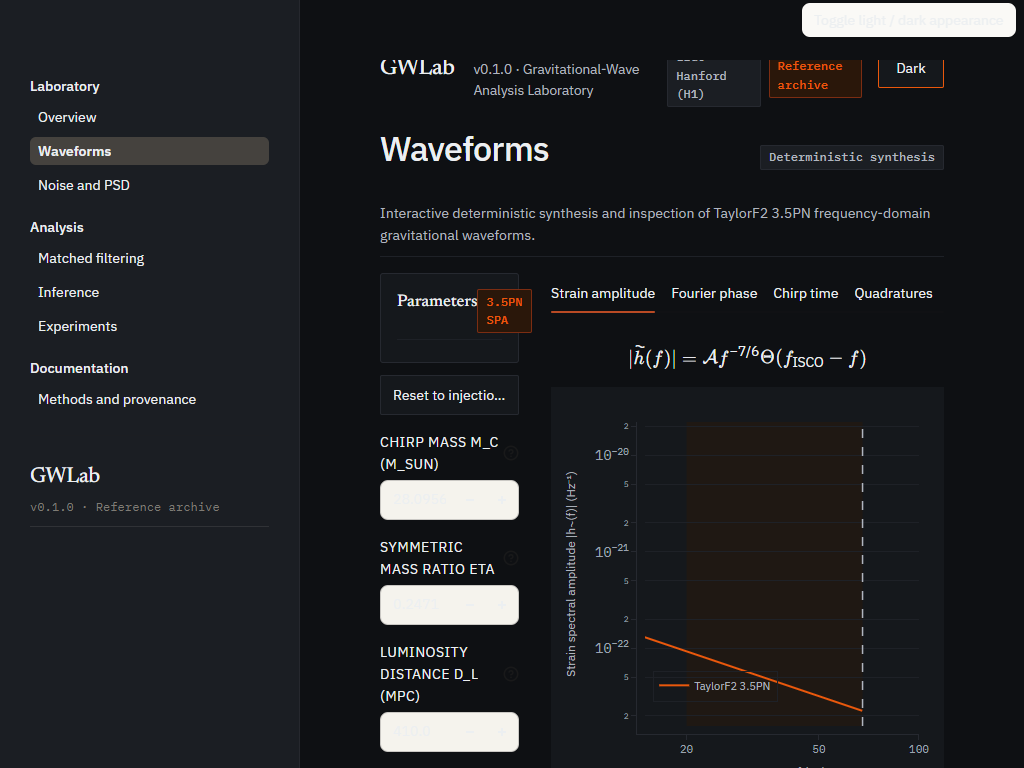 Toggle light / dark appearance
Laboratory
Overview
Waveforms
Noise and PSD
Analysis
Matched filtering
Inference
Experiments
Documentation
Methods and provenance
GWLab
v0.1.0 · Reference archive
GWLab
v0.1.0 · Gravitational-Wave
Analysis Laboratory
Hanford
(H1)
Reference
archive
Dark
Waveforms
Deterministic synthesis
Interactive deterministic synthesis and inspection of TaylorF2 3.5PN frequency-domain
gravitational waveforms.
Parameters
3.5PN
SPA
Reset to injectio...
CHIRP MASS M_C
(M_SUN)
SYMMETRIC
MASS RATIO ETA
LUMINOSITY
DISTANCE D_L
(MPC)
Strain amplitude Fourier phase Chirp time Quadratures
|h̃(f)| = 𝒜f⁻⁷/⁶Θ(f_ISCO − f)
Strain spectral amplitude |h~(f)| (Hz⁻¹)
2
10⁻²⁰
5
2
10⁻²¹
5
2
10⁻²²
5
2
TaylorF2 3.5PN
20 50 100